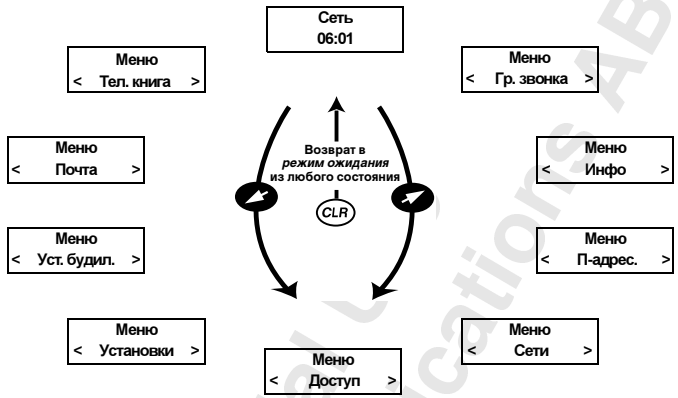 Сеть
06:01
Меню
< Тел. книга >
Меню
< Гр. звонка >
Меню
< Почта >
Возврат в
режим ожидания
из любого состояния
CLR
Меню
< Инфо >
Меню
< Уст. будил. >
Меню
< П-адрес. >
Меню
< Установки >
Меню
< Доступ >
Меню
< Сети >